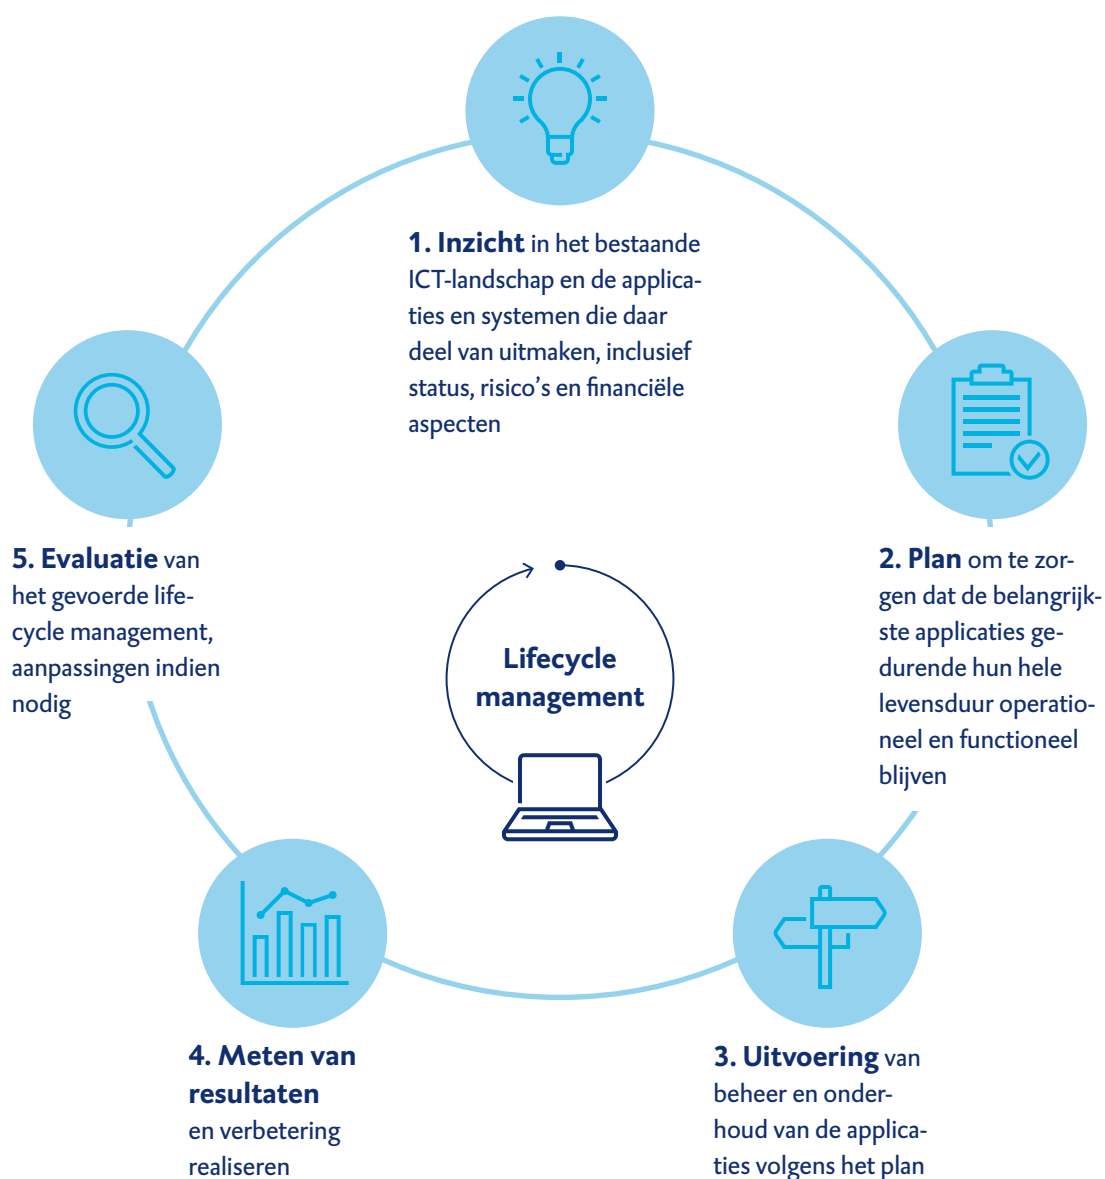 1. Inzicht in het bestaande
ICT-landschap en de applica-
ties en systemen die daar
deel van uitmaken, inclusief
status, risico's en financiële
aspecten
2. Plan om te zor-
gen dat de belangrijk-
ste applicaties ge-
durende hun hele
levensduur operatio-
neel en functioneel
blijven
3. Uitvoering van
beheer en onder-
houd van de applica-
ties volgens het plan
4. Meten van
resultaten
en verbetering
realiseren
5. Evaluatie van
het gevoerde life-
cycle management,
aanpassingen indien
nodig
Lifecycle
management